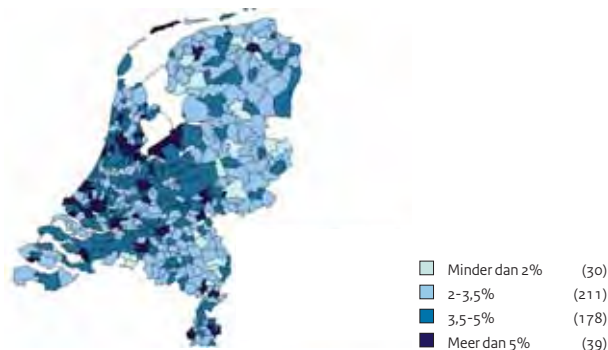 Minder dan 2% (30)
2-3,5% (211)
3,5-5% (178)
Meer dan 5% (39)